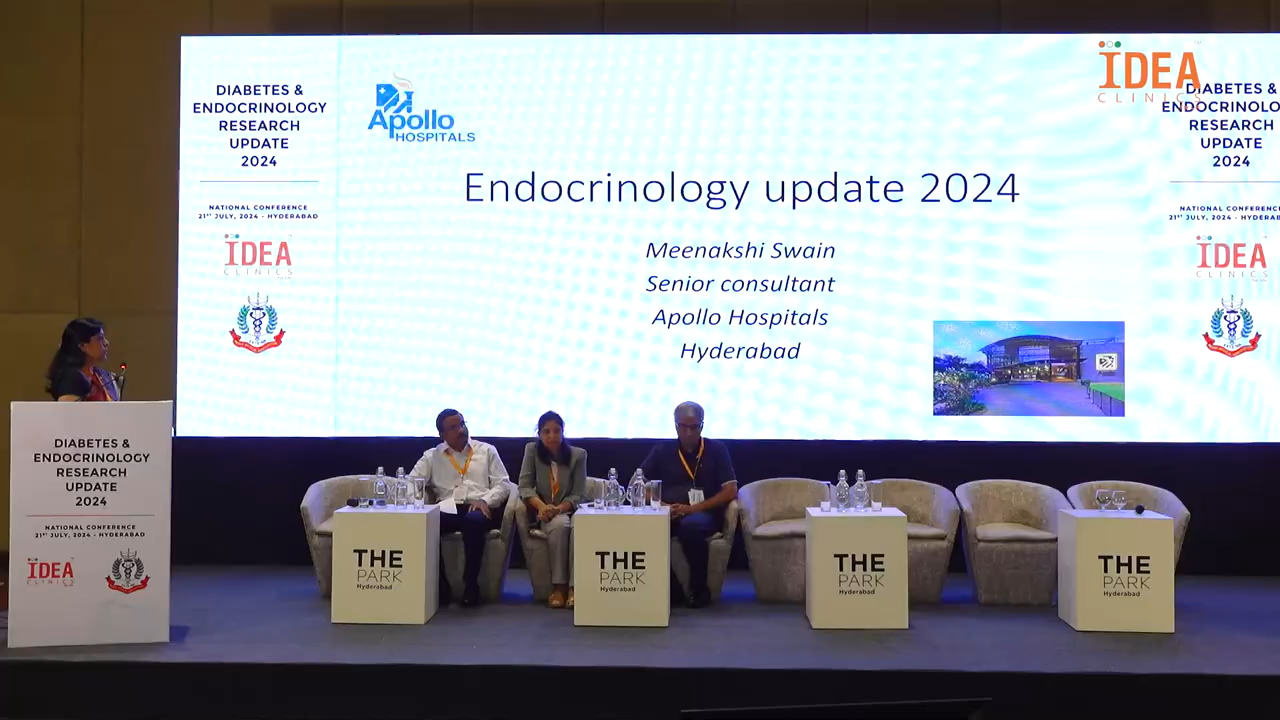 DIABETES &
ENDOCRINOLOGY
RESEARCH
UPDATE
2024
NATIONAL CONFERENCE
21ST JULY, 2024 - HYDERABAD
IDEA
CLINICS
Apollo
HOSPITALS
Endocrinology update 2024
Meenakshi Swain
Senior consultant
Apollo Hospitals
Hyderabad
IDEA
CLINICS
DIABETES &
ENDOCRINOLO
RESEARCH
UPDATE
2024
NATIONAL CONFERENCE
21ST JULY, 2024 - HYDERAB
IDEA
CLINICS
DIABETES &
ENDOCRINOLOGY
RESEARCH
UPDATE
2024
NATIONAL CONFERENCE
21ST JULY, 2024 - HYDERABAD
IDEA
CLINICS
THE
PARK
Hyderabad
THE
PARK
Hyderabad
THE
PARK
Hyderabad
THE
PARK
Hyderabad